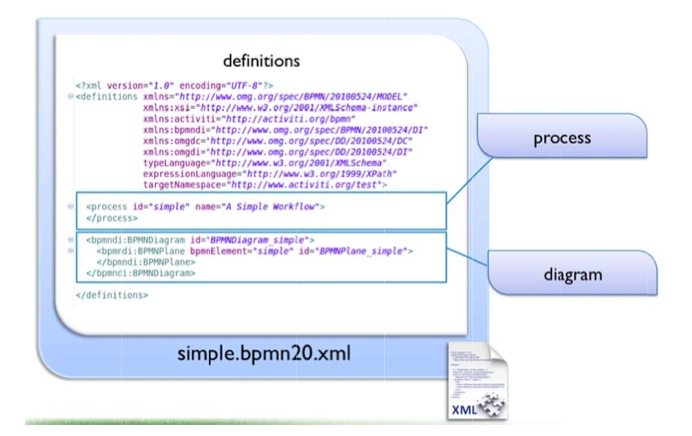 definitions
<?xml version="1.0" encoding="UTF-8"?>
<definitions xmlns="http://www.omg.org/spec/BPMN/20100524/MODEL"
xmlns:xsi="http://www.w3.org/2001/XMLSchema-instance"
xmlns:activiti="http://activiti.org/bpmn"
xmlns:bpmndi="http://www.omg.org/spec/BPMN/20100524/DI"
xmlns:omgdc="http://www.omg.org/spec/DD/20100524/DC"
xmlns:omgdi="http://www.omg.org/spec/DD/20100524/DI"
typeLanguage="http://www.w3.org/2001/XMLSchema"
expressionLanguage="http://www.w3.org/1999/XPath"
targetNamespace="http://www.activiti.org/test">
process
<process id="simple" name="A Simple Workflow">
</process>
<bpmndi:BPMNDiagram id="BPMNDiagram_simple">
<bpmndi:BPMNPlane bpmnElement="simple" id="BPMNPlane_simple">
</bpmndi:BPMNPlane>
</bpmndi:BPMNDiagram>
diagram
</definitions>
simple.bpmn20.xml
XML